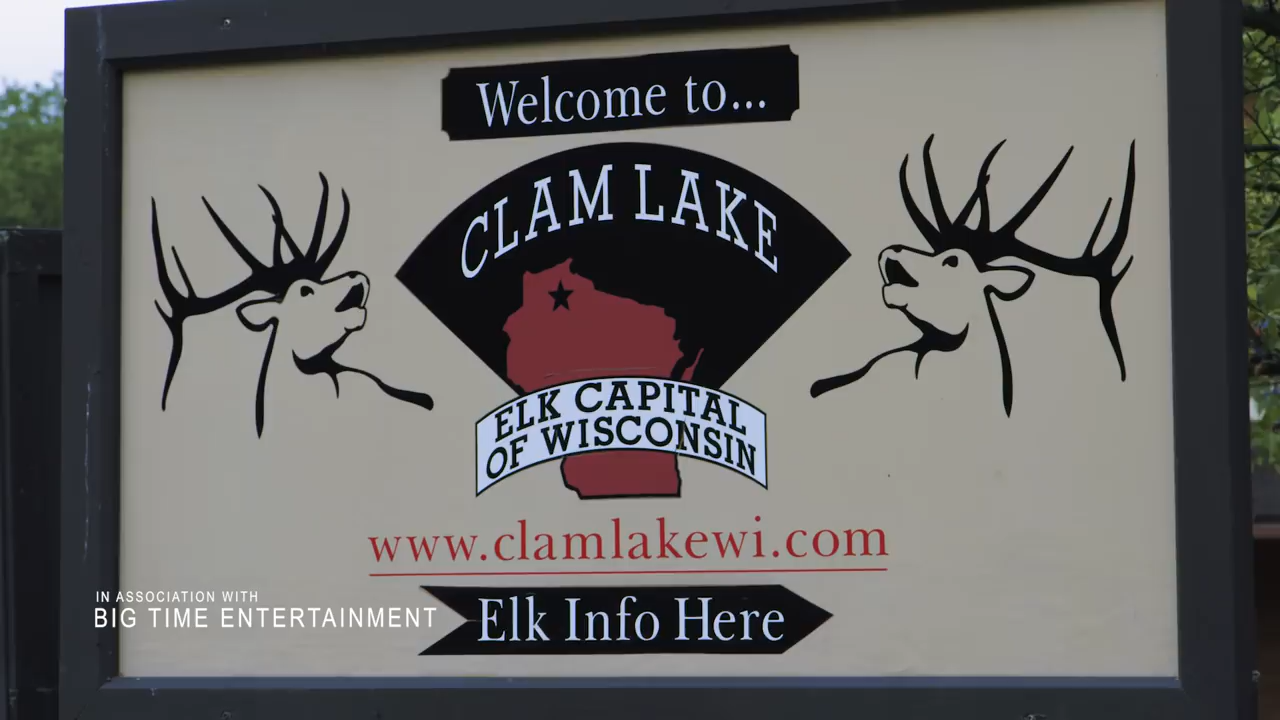 Welcome to...
CLAM LAKE
ELK CAPITAL
OF WISCONSIN
www.clamlakewi.com
Elk Info Here
IN ASSOCIATION WITH
BIG TIME ENTERTAINMENT